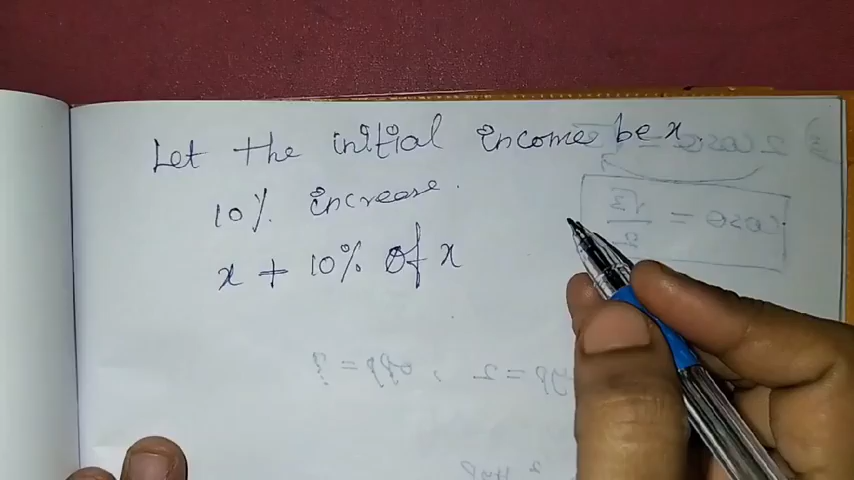 Let the initial income be x.
10% increase.
x + 10% of x